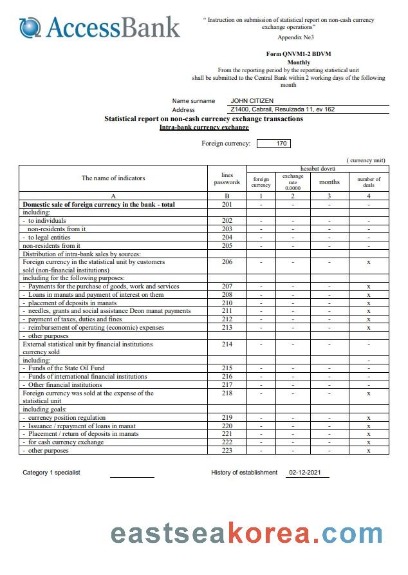 AccessBank
" Instruction on submission of statistical report on non-cash currency
exchange operations"
Appendix №3
Form QNVM1-2 BDVM
Monthly
From the reporting period by the reporting statistical unit
shall be submitted to the Central Bank within 2 working days of the following
month
Name surname JOHN CITIZEN
Address Z1400, Cabrail, Resulzada 11, ev 162
Statistical report on non-cash currency exchange transactions
Intra-bank currency exchange
Foreign currency: 170
( currency unit)
The name of indicators
lines
passwords
hesabat dovrü
foreign
currency
exchange
rate
0.0000
months
number of
deals
A B 1 2 3 4
Domestic sale of foreign currency in the bank - total 201 - - - -
including:
- to individuals 202 - - - -
non-residents from it 203 - - - -
- to legal entities 204 - - - -
non-residents from it 205 - - - -
Distribution of intra-bank sales by sources:
Foreign currency in the statistical unit by customers
sold (non-financial institutions) 206 - - - x
including for the following purposes:
- Payments for the purchase of goods, work and services 207 - - - x
- Loans in manats and payment of interest on them 208 - - - x
- placement of deposits in manats 210 - - - x
- needles, grants and social assistance Deon manat payments 211 - - - x
- payment of taxes, duties and fines 212 - - - x
- reimbursement of operating (economic) expenses 213 - - - x
- other purposes
External statistical unit by financial institutions
currency sold 214 - - - -
including: -
- Funds of the State Oil Fund 215 - - - -
- Funds of international financial institutions 216 - - - -
- Other financial institutions 217 - - - -
Foreign currency was sold at the expense of the
statistical unit 218 - - - x
including goals:
- currency position regulation 219 - - - x
- Issuance / repayment of loans in manat 220 - - - x
- Placement / return of deposits in manats 221 - - - x
- for cash currency exchange 222 - - - x
- other purposes 223 - - - x
Category 1 specialist History of establishment 02-12-2021
eastseakorea.com